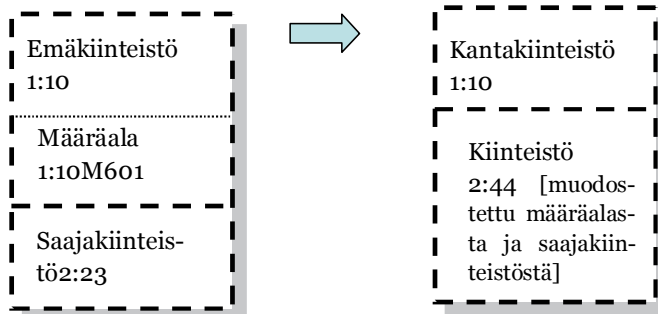 Emäkiinteistö
1:10
Määräala
1:10M601
Saajakiinteis-
tö2:23
Kantakiinteistö
1:10
Kiinteistö
2:44 [muodos-
tettu määräalas-
ta ja saajakiin-
teistöstä]